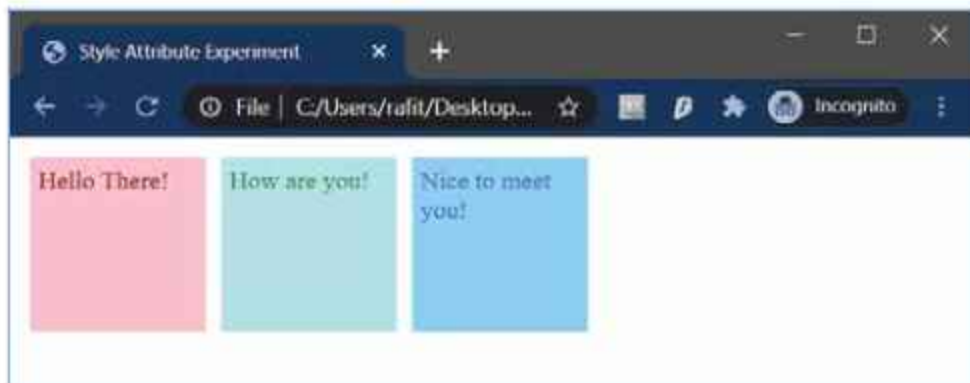 Style Attribute Experiment
File | C:/Users/rafit/Desktop... Incognito
Hello There!
How are you!
Nice to meet
you!